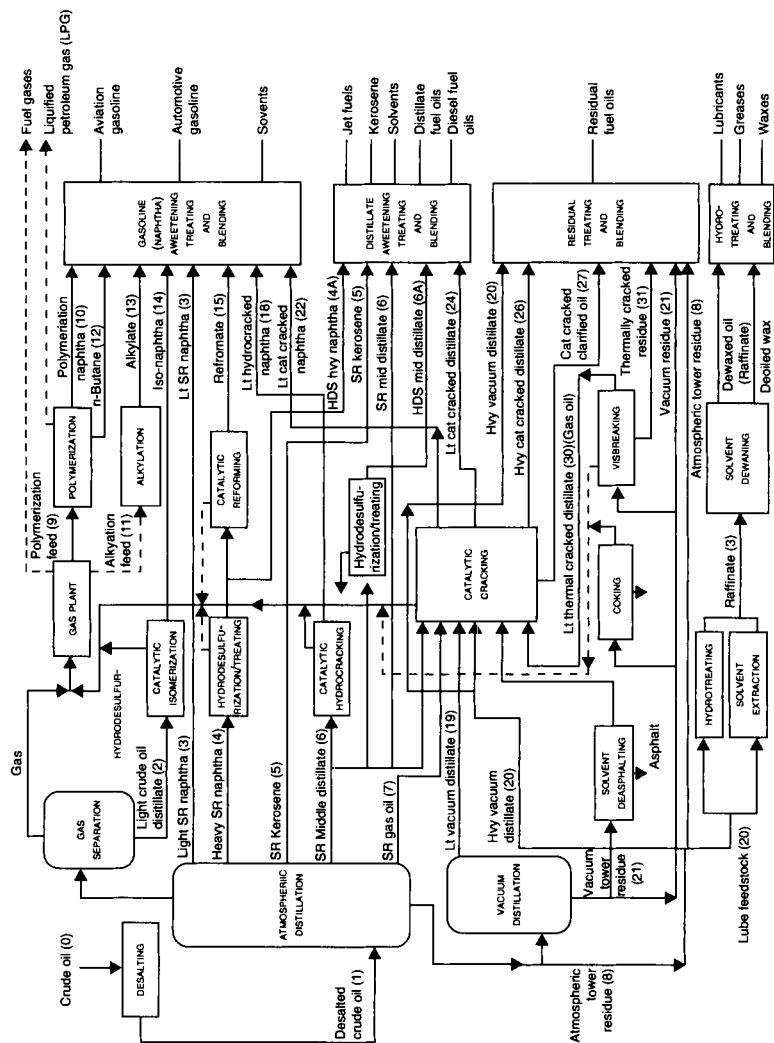 Crude oil (0)
DESALTING
Desalted
crude oil (1)
ATMOSPHERIIC
DISTILLATION
GAS
SEPARATION
Gas
Light crude oil
disitillate (2)
HYDRODESULFUR-
CATALYTIC
ISOMERIZATION
Light SR naphtha (3)
Heavy SR naphtha (4)
HYDRODESULFU-
RIZATION/TREATING
SR Kerosene (5)
SR Middle distillate (6)
CATALYTIC
HYDROCRACKING
SR gas oil (7)
GAS PLANT
Polymerization
feed (9)
POLYMERIZATION
Alkyation
feed (11)
ALKYLATION
CATALYTIC
REFORMING
Hydrodesulfu-
rization/treating
CATALYTIC
CRACKING
Polymeriation
naphtha (10)
n-Butane (12)
Alkylate (13)
Iso-naphtha (14)
Lt SR naphtha (3)
Refromate (15)
Lt hydrocracked
naphtha (18)
Lt cat cracked
naphtha (22)
HDS hvy naphtha (4A)
SR kerosene (5)
SR mid distillate (6)
HDS mid distillate (6A)
Lt cat cracked distillate (24)
Hvy vacuum distillate (20)
Hvy cat cracked distillate (26)
Cat cracked
clarified oil (27)
Thermally cracked
residue (31)
Vacuum residue (21)
Atmospheric tower residue (8)
GASOLINE
(NAPHTHA)
AWEETENING
TREATING
AND
BLENDING
Fuel gases
Liquified
petroleum gas (LPG)
Aviation
gasoline
Automotive
gasoline
Sovents
DISTILLATE
AWEETENING
TREATING
AND
BLENDING
Jet fuels
Kerosene
Solvents
Distillate
fuel oils
Diesel fuel
oils
RESIDUAL
TREATING
AND
BLENDING
Residual
fuel oils
VACUUM
DISTILLATION
Atmospheric
tower
residue (8)
Lt vacuum distillate (19)
Hvy vacuum
distillate (20)
Vacuum
tower
residue
(21)
SOLVENT
DEASPHALTING
Asphalt
Lt thermal cracked distillate (30)(Gas oil)
COKING
VISBREAKING
Lube feedstock (20)
HYDROTREATING
SOLVENT
EXTRACTION
Raffinate (3)
SOLVENT
DEWANING
Dewaxed oil
(Raffinate)
Deoiled wax
HYDRO-
TREATING
AND
BLENDING
Lubricants
Greases
Waxes